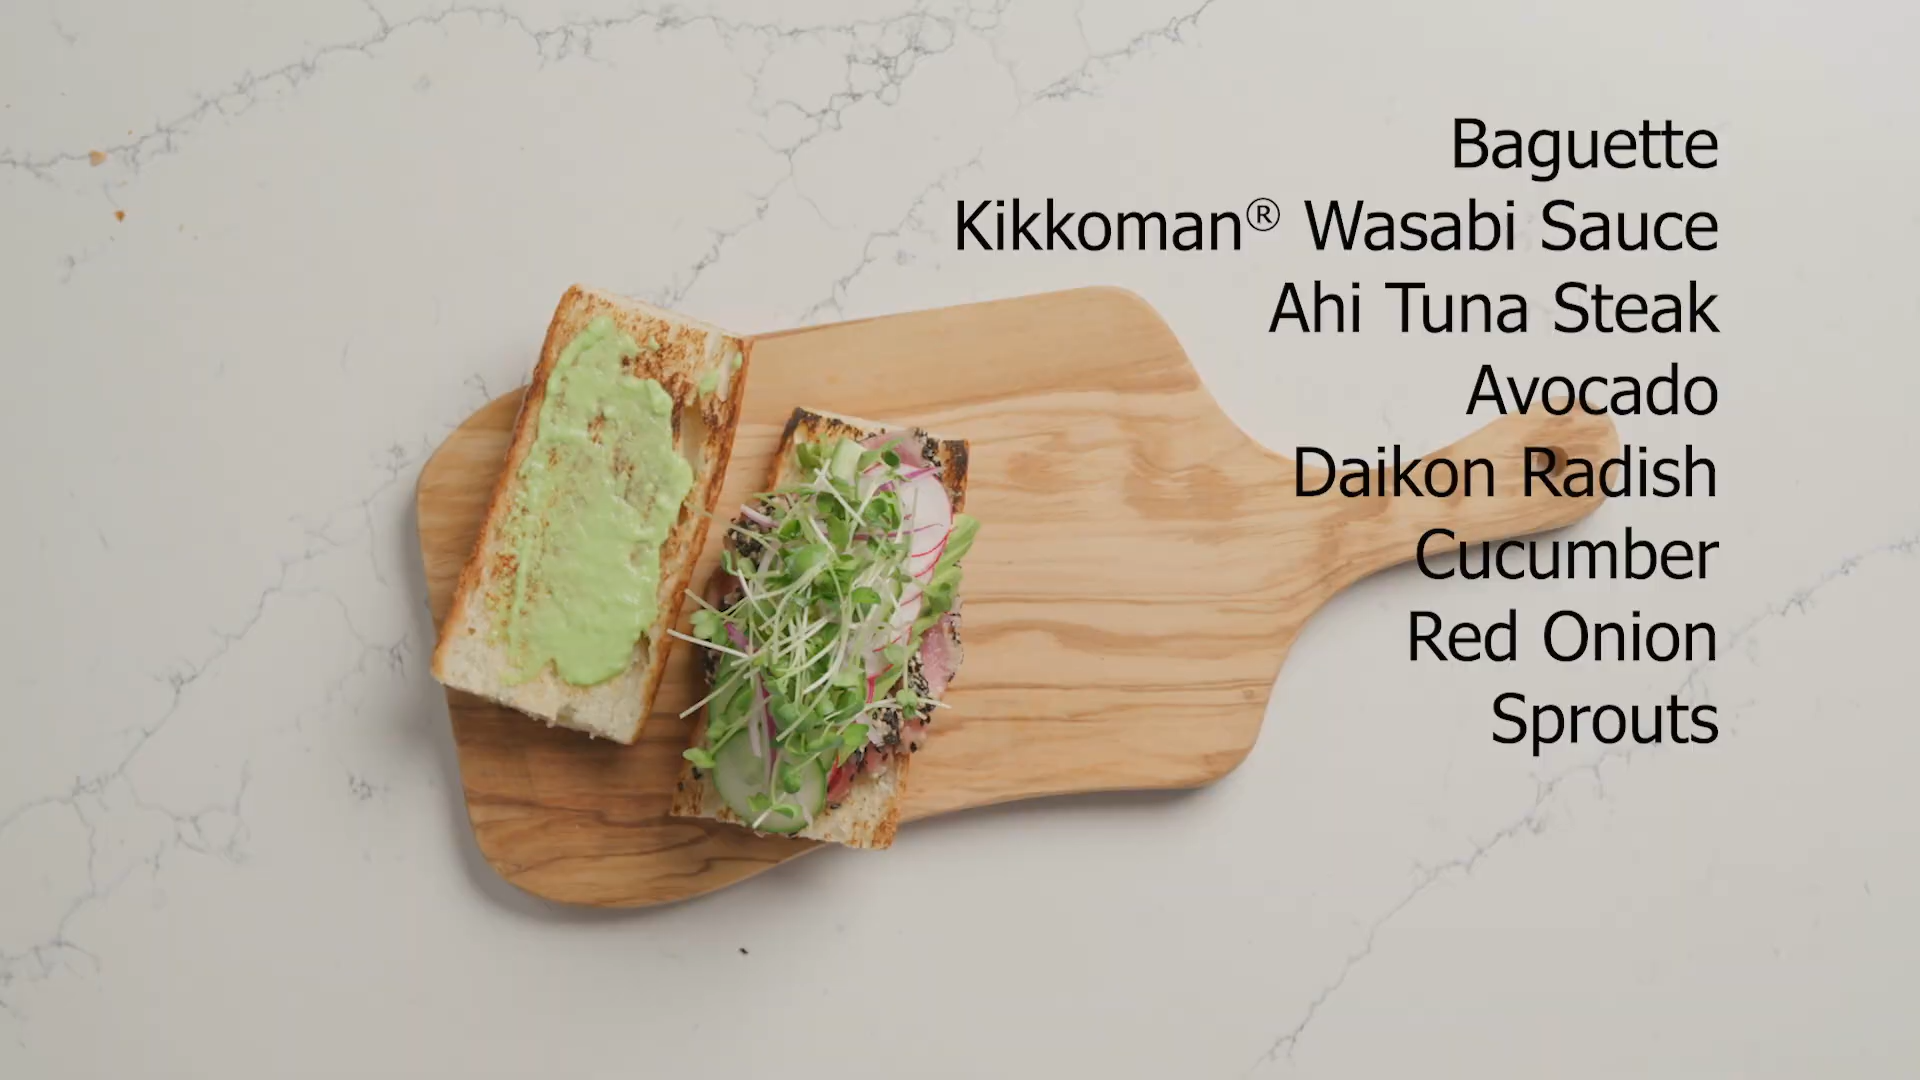 Baguette
Kikkoman® Wasabi Sauce
Ahi Tuna Steak
Avocado
Daikon Radish
Cucumber
Red Onion
Sprouts